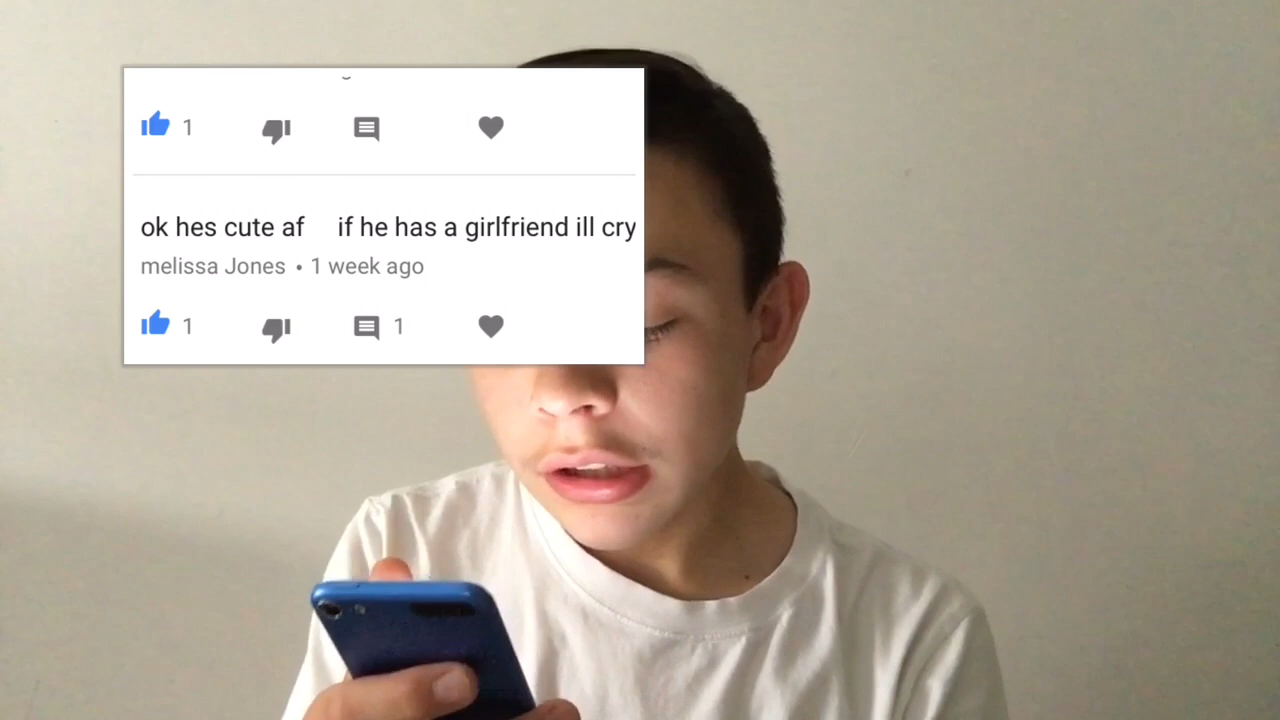 1
ok hes cute af if he has a girlfriend ill cry
melissa Jones • 1 week ago
1 1